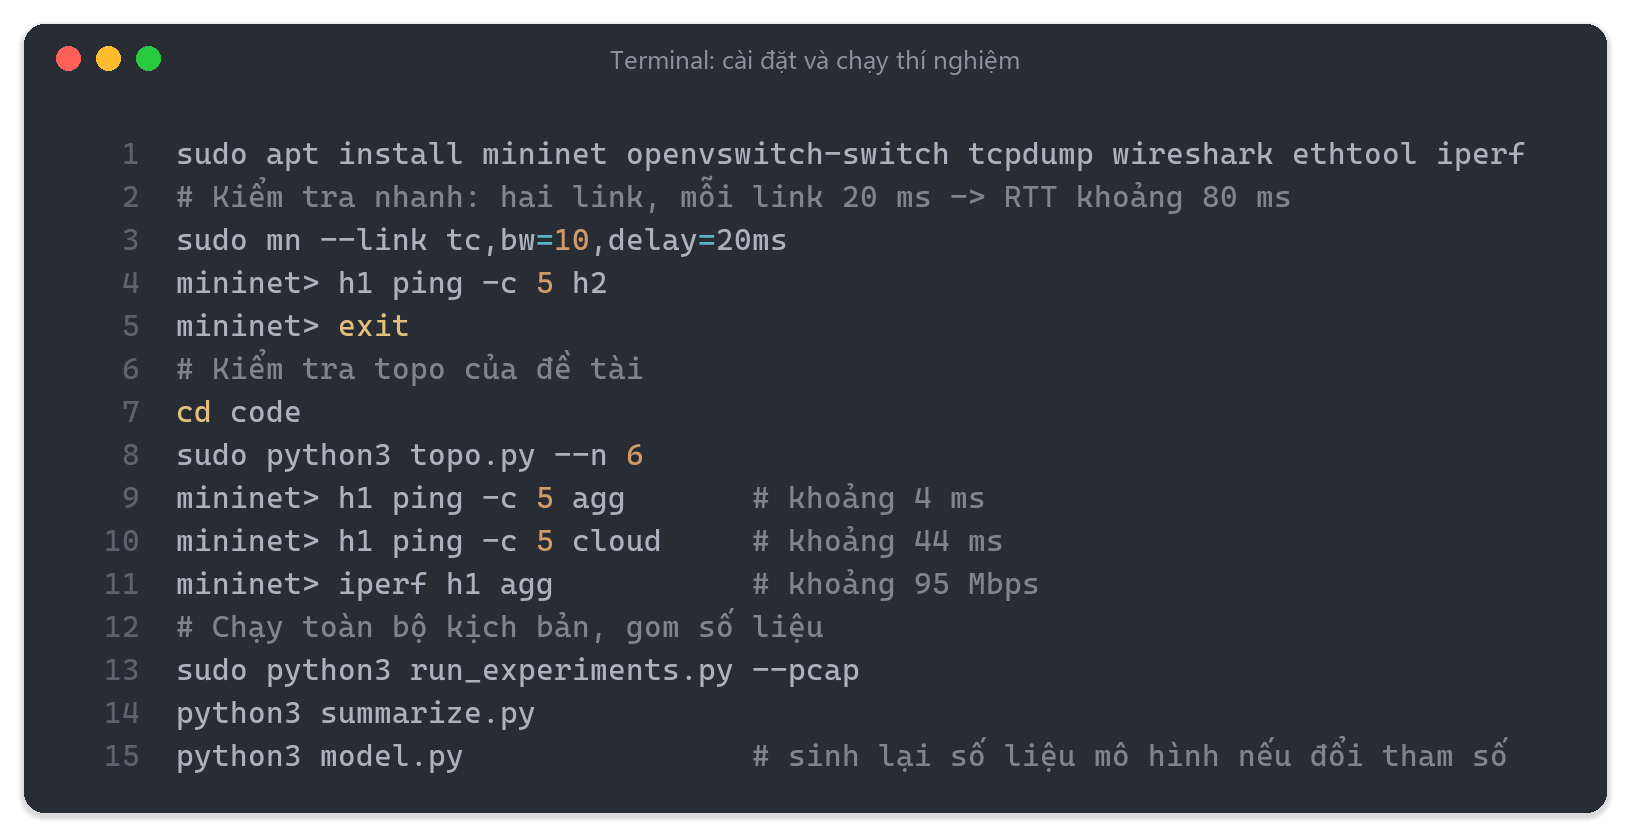 Terminal: cài đặt và chạy thí nghiệm
1 sudo apt install mininet openvswitch-switch tcpdump wireshark ethtool iperf
2 # Kiểm tra nhanh: hai link, mỗi link 20 ms -> RTT khoảng 80 ms
3 sudo mn --link tc,bw=10,delay=20ms
4 mininet> h1 ping -c 5 h2
5 mininet> exit
6 # Kiểm tra topo của đề tài
7 cd code
8 sudo python3 topo.py --n 6
9 mininet> h1 ping -c 5 agg # khoảng 4 ms
10 mininet> h1 ping -c 5 cloud # khoảng 44 ms
11 mininet> iperf h1 agg # khoảng 95 Mbps
12 # Chạy toàn bộ kịch bản, gom số liệu
13 sudo python3 run_experiments.py --pcap
14 python3 summarize.py
15 python3 model.py # sinh lại số liệu mô hình nếu đổi tham số